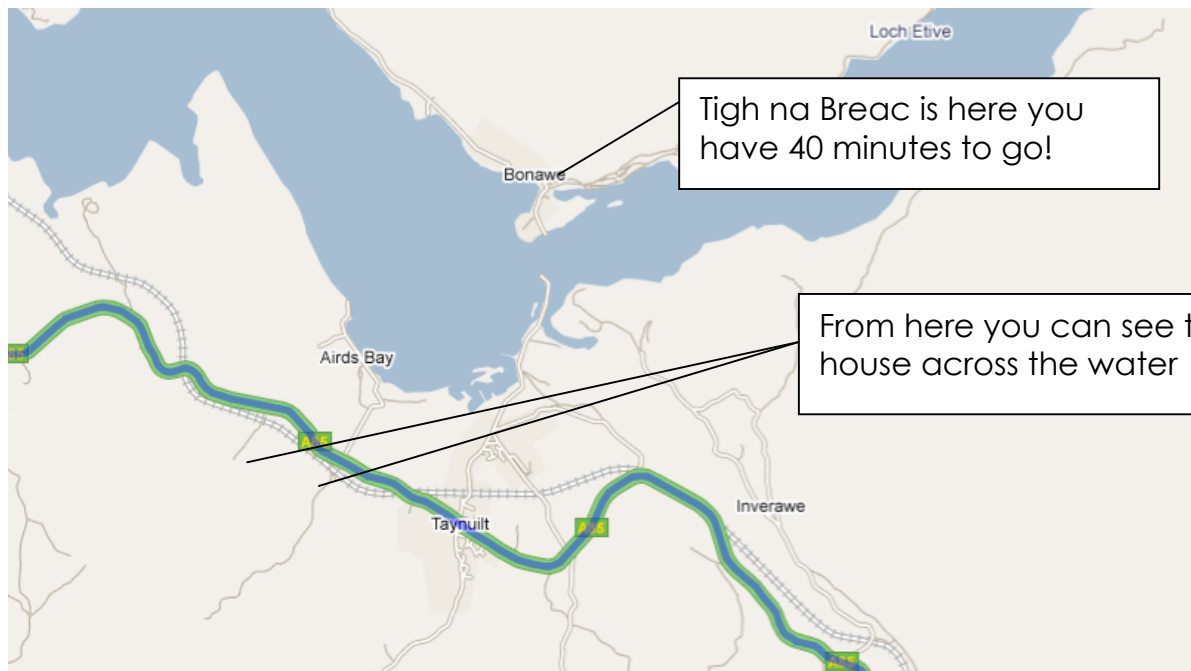 Loch Etive
Tigh na Breac is here you
have 40 minutes to go!
Bonawe
From here you can see
house across the water
Airds Bay
A85
Inverawe
Taynuilt
A85
A85